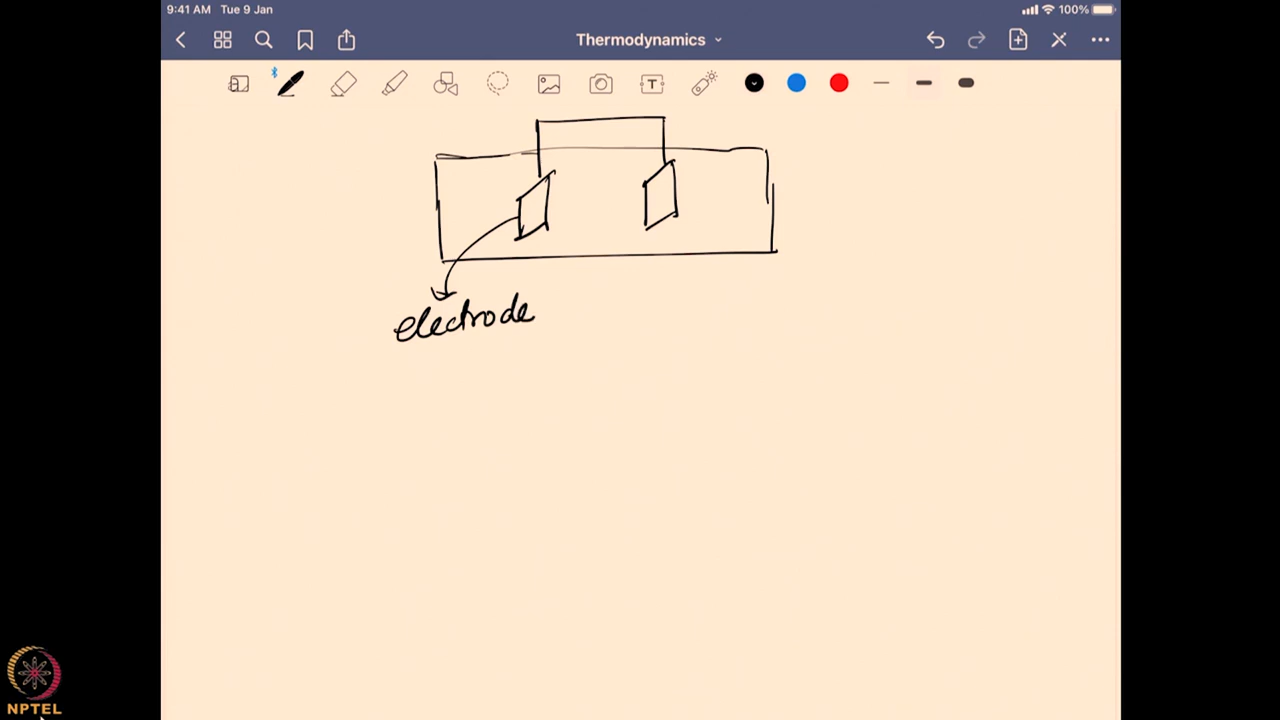 9:41 AM Tue 9 Jan 100%
Thermodynamics
T
electrode
NPTEL